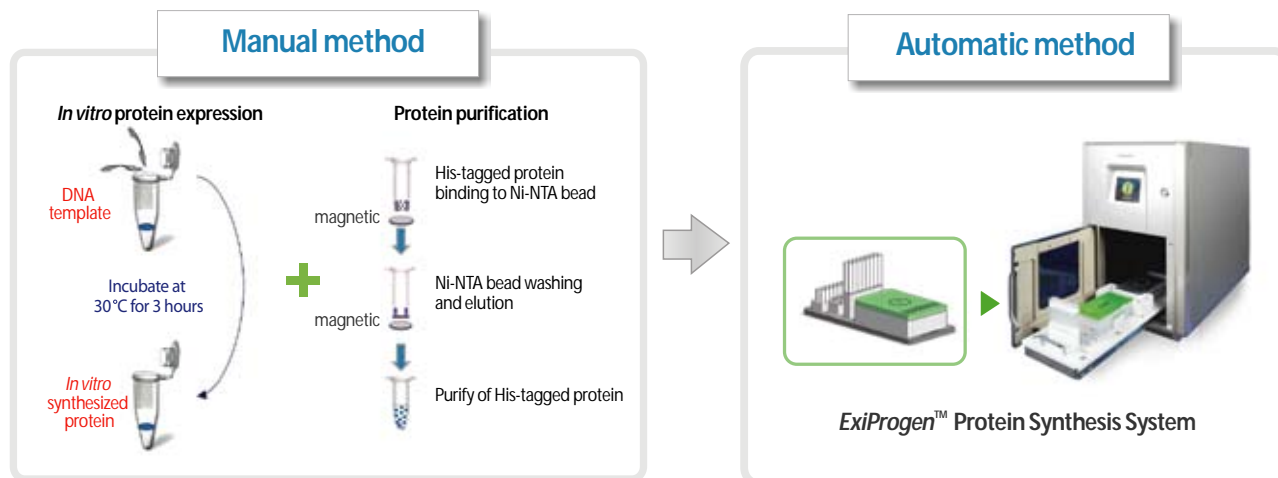 Manual method
In vitro protein expression
DNA
template
Incubate at
30°C for 3 hours
In vitro
synthesized
protein
Protein purification
His-tagged protein
binding to Ni-NTA bead
magnetic
Ni-NTA bead washing
and elution
magnetic
Purify of His-tagged protein
Automatic method
ExiProgen™ Protein Synthesis System